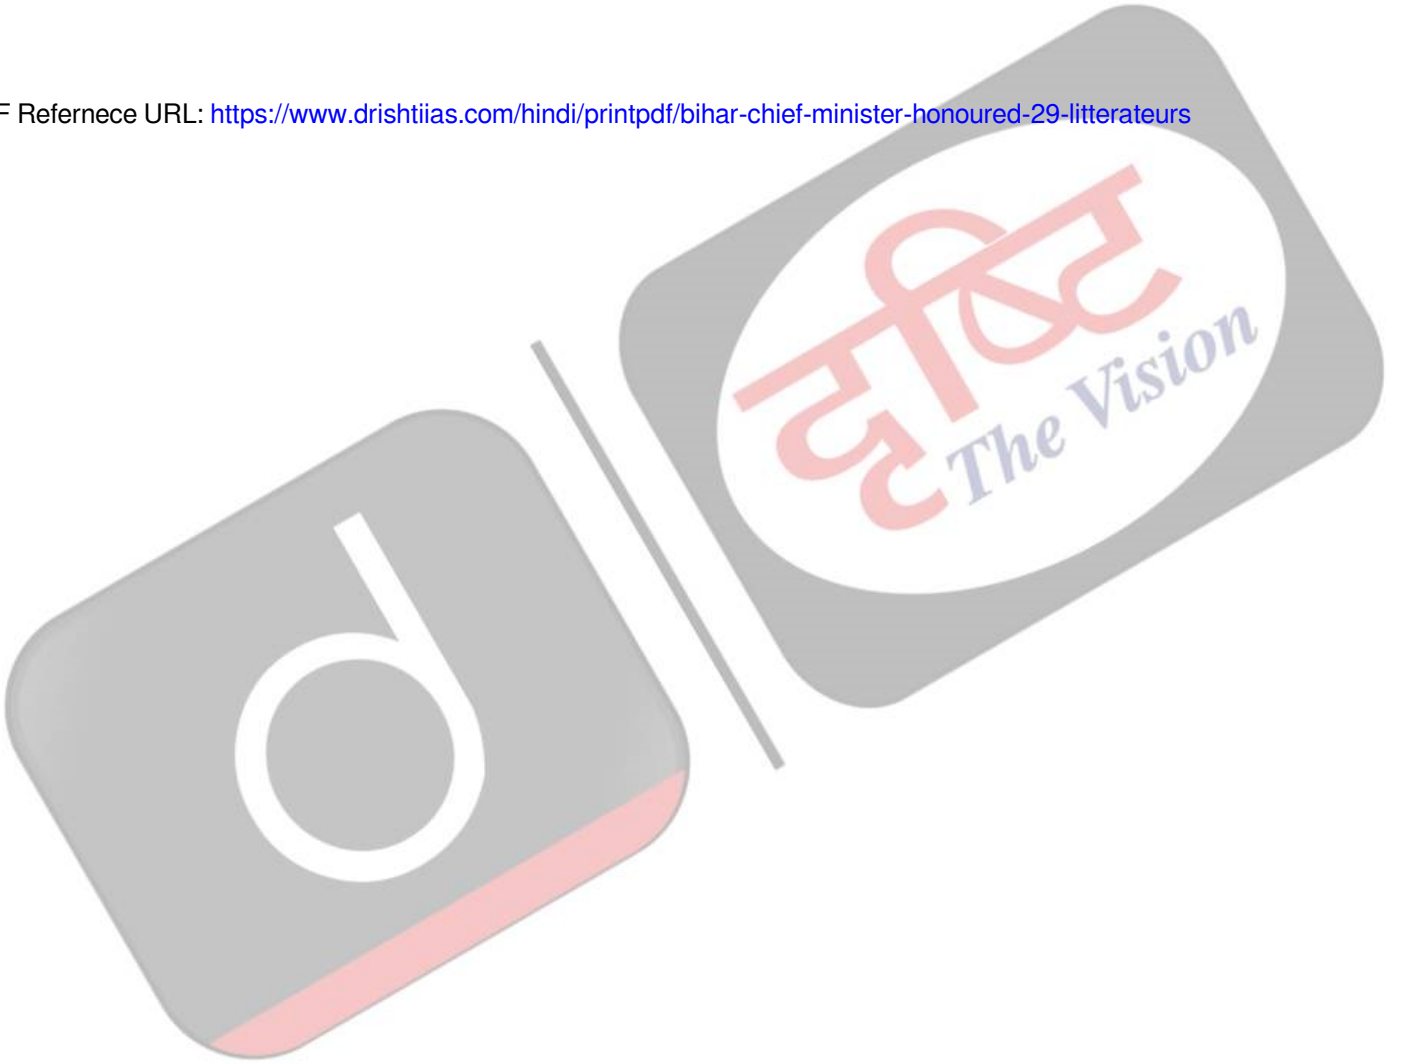 F Refernece URL: https://www.drishtiias.com/hindi/printpdf/bihar-chief-minister-honoured-29-litterateurs
दृष्टि
The Vision
d